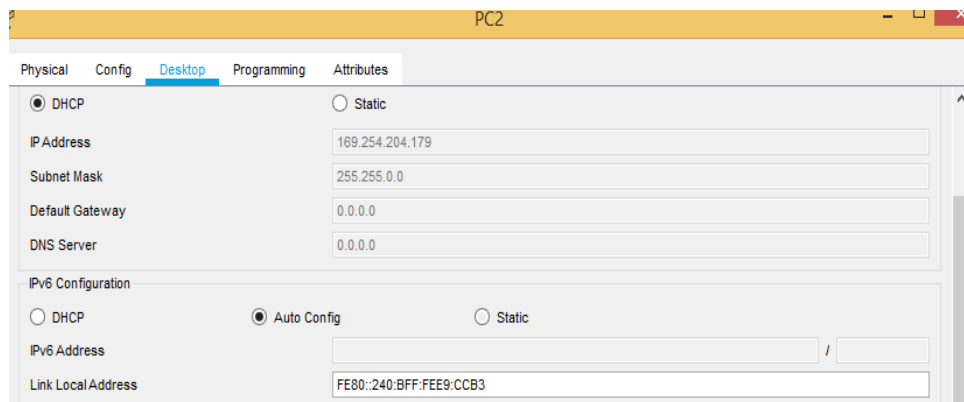 PC2
Physical Config Desktop Programming Attributes
DHCP Static
IP Address 169.254.204.179
Subnet Mask 255.255.0.0
Default Gateway 0.0.0.0
DNS Server 0.0.0.0
IPv6 Configuration
DHCP Auto Config Static
IPv6 Address /
Link Local Address FE80::240:BFF:FEE9:CCB3